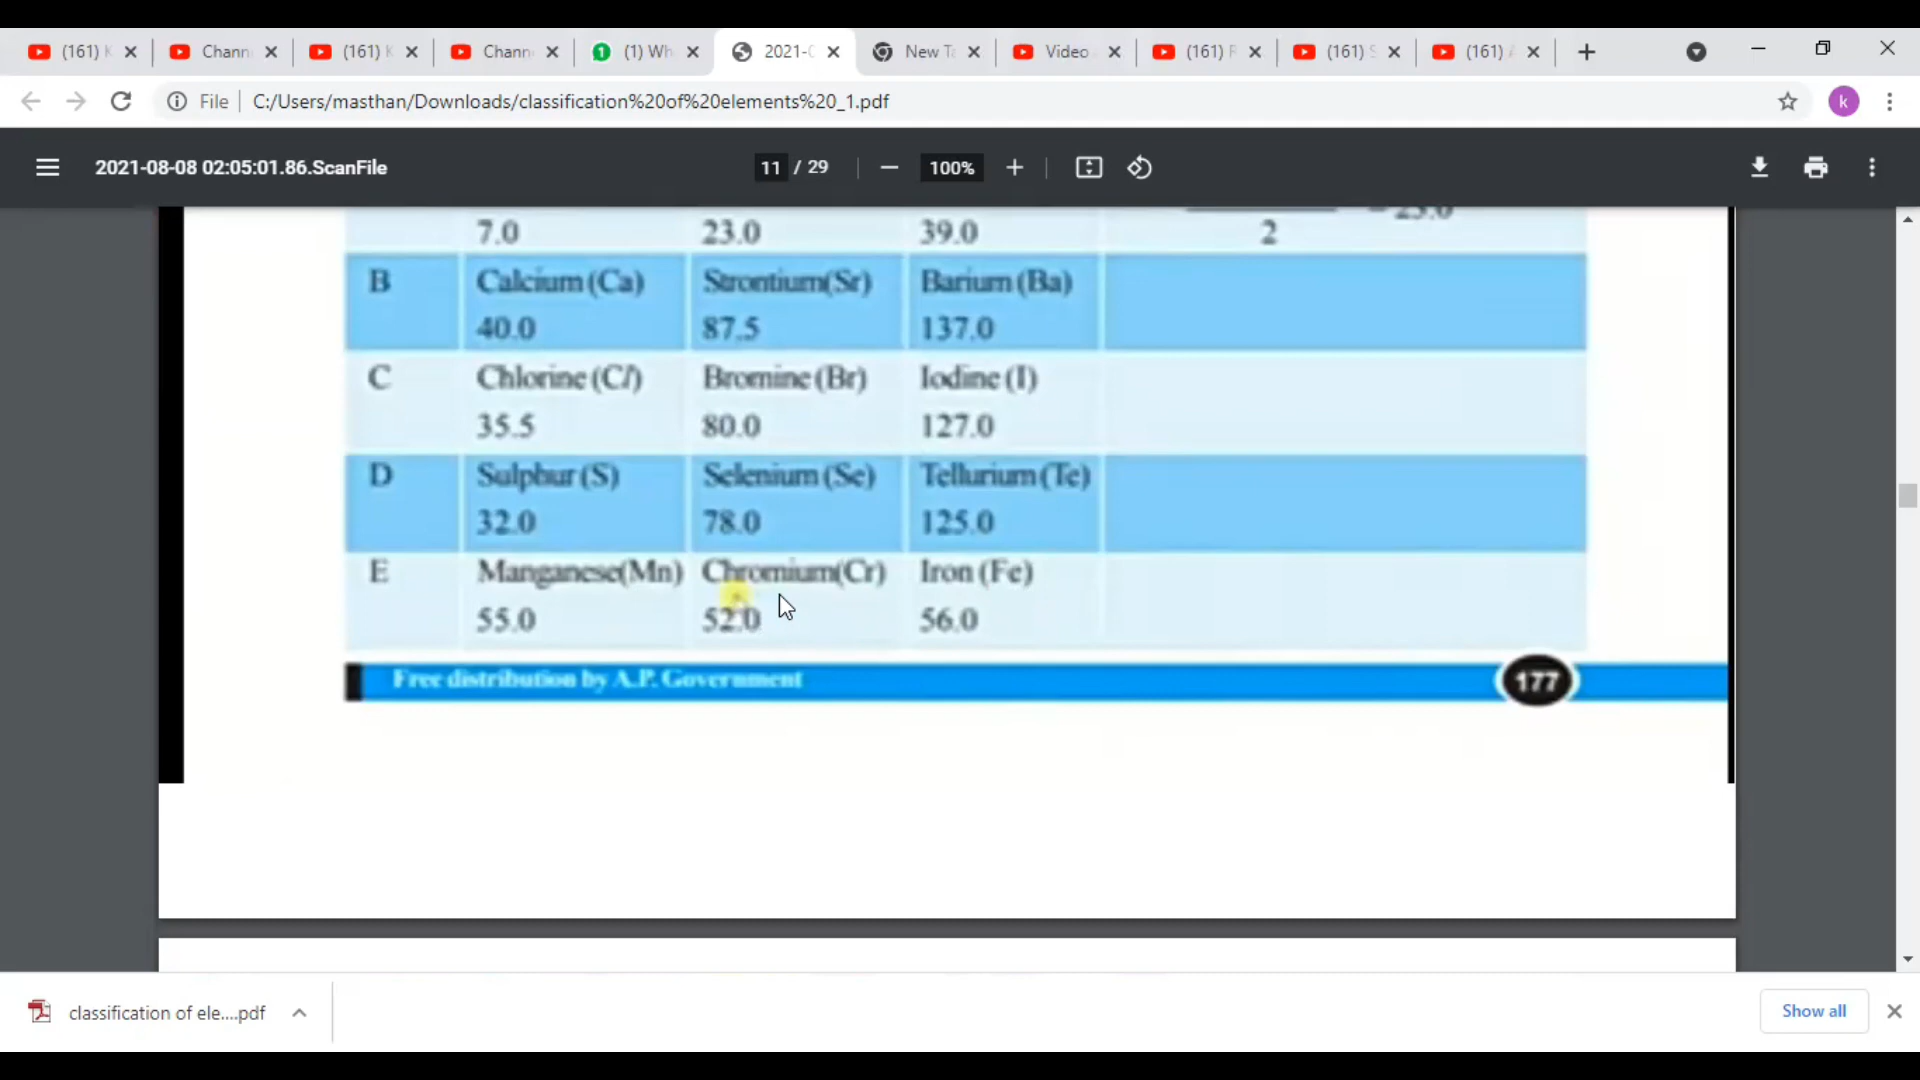 (161) K
Chann
(161) K
Chann
1
(1) Wh
2021-0
New Ta
Video
(161) F
(161) S
(161)
File
C:/Users/masthan/Downloads/classification%20of%20elements%20_1.pdf
k
2021-08-08 02:05:01.86.ScanFile
11 / 29
100%
7.0 23.0 39.0 2
B Calcium (Ca) Strontium(Sr) Barium (Ba)
40.0 87.5 137.0
C Chlorine (Cl) Bromine (Br) Iodine (I)
35.5 80.0 127.0
D Sulphur (S) Selenium (Se) Tellurium (Te)
32.0 78.0 125.0
E Manganese(Mn) Chromium(Cr) Iron (Fe)
55.0 52.0 56.0
Free distribution by A.P. Government 177
classification of ele....pdf
Show all